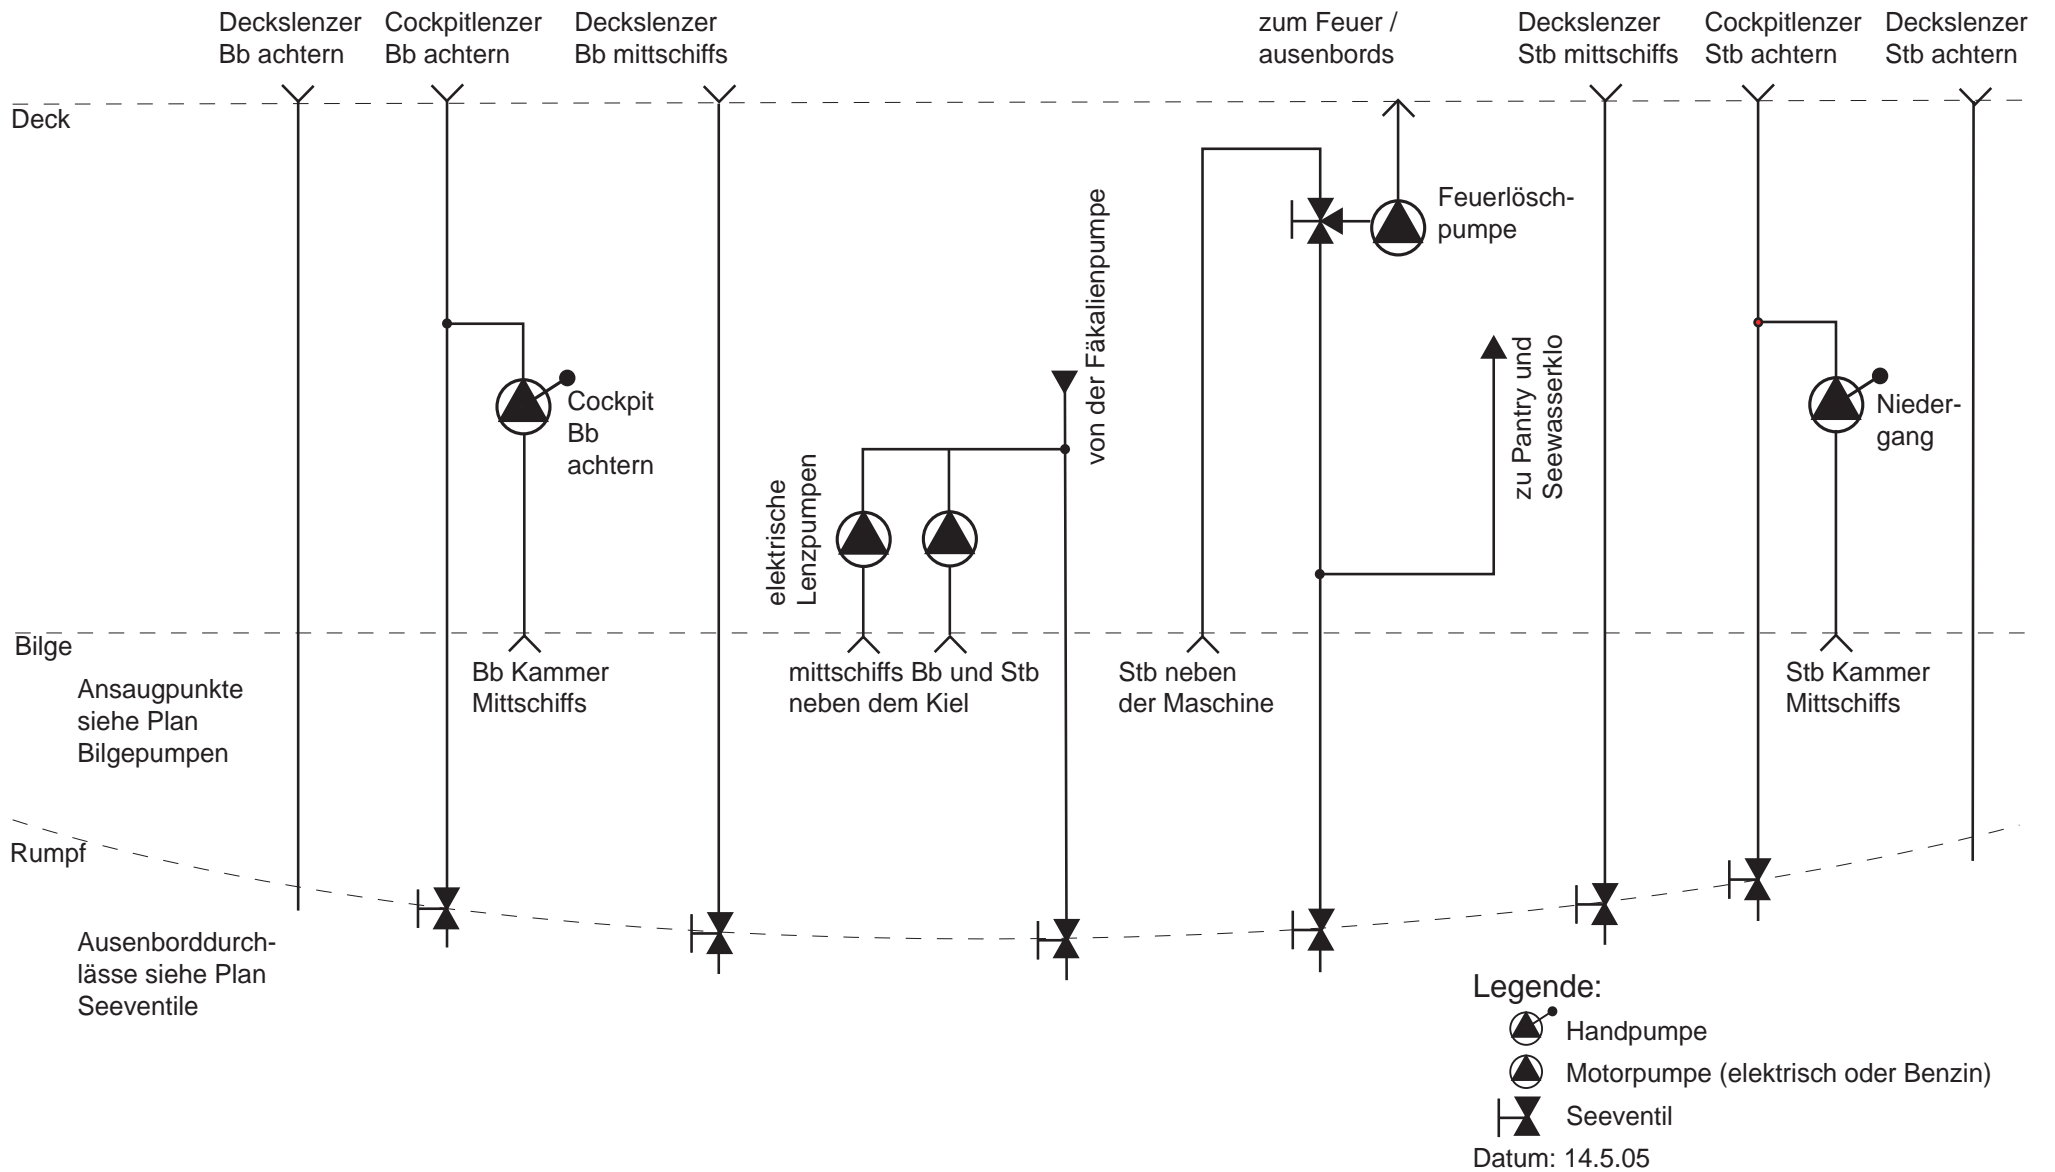 Deckslenzer
Bb achtern
Cockpitlenzer
Bb achtern
Deckslenzer
Bb mittschiffs
zum Feuer /
ausenbords
Deckslenzer
Stb mittschiffs
Cockpitlenzer
Stb achtern
Deckslenzer
Stb achtern
Deck
Feuerlösch-
pumpe
von der Fäkalienpumpe
Cockpit
Bb
achtern
elektrische
Lenzpumpen
zu Pantry und
Seewasserklo
Nieder-
gang
Bilge
Ansaugpunkte
siehe Plan
Bilgepumpen
Bb Kammer
Mittschiffs
mittschiffs Bb und Stb
neben dem Kiel
Stb neben
der Maschine
Stb Kammer
Mittschiffs
Rumpf
Ausenborddurch-
lässe siehe Plan
Seeventile
Legende:
Handpumpe
Motorpumpe (elektrisch oder Benzin)
Seeventil
Datum: 14.5.05